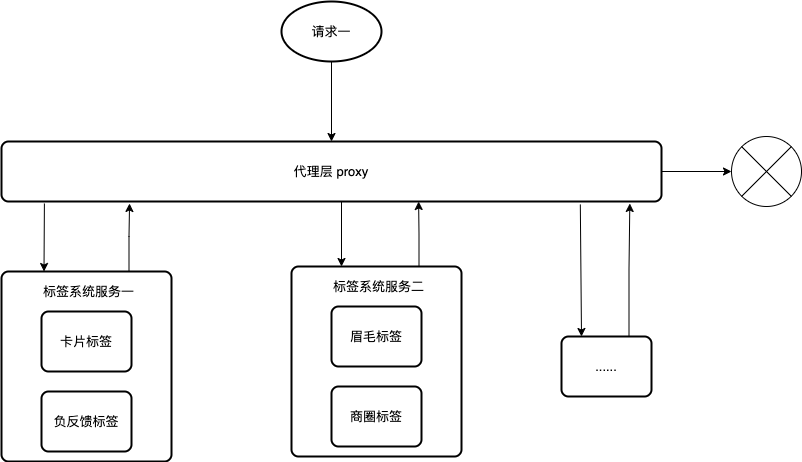 请求一
代理层 proxy
标签系统服务一
卡片标签
负反馈标签
标签系统服务二
眉毛标签
商圈标签
......